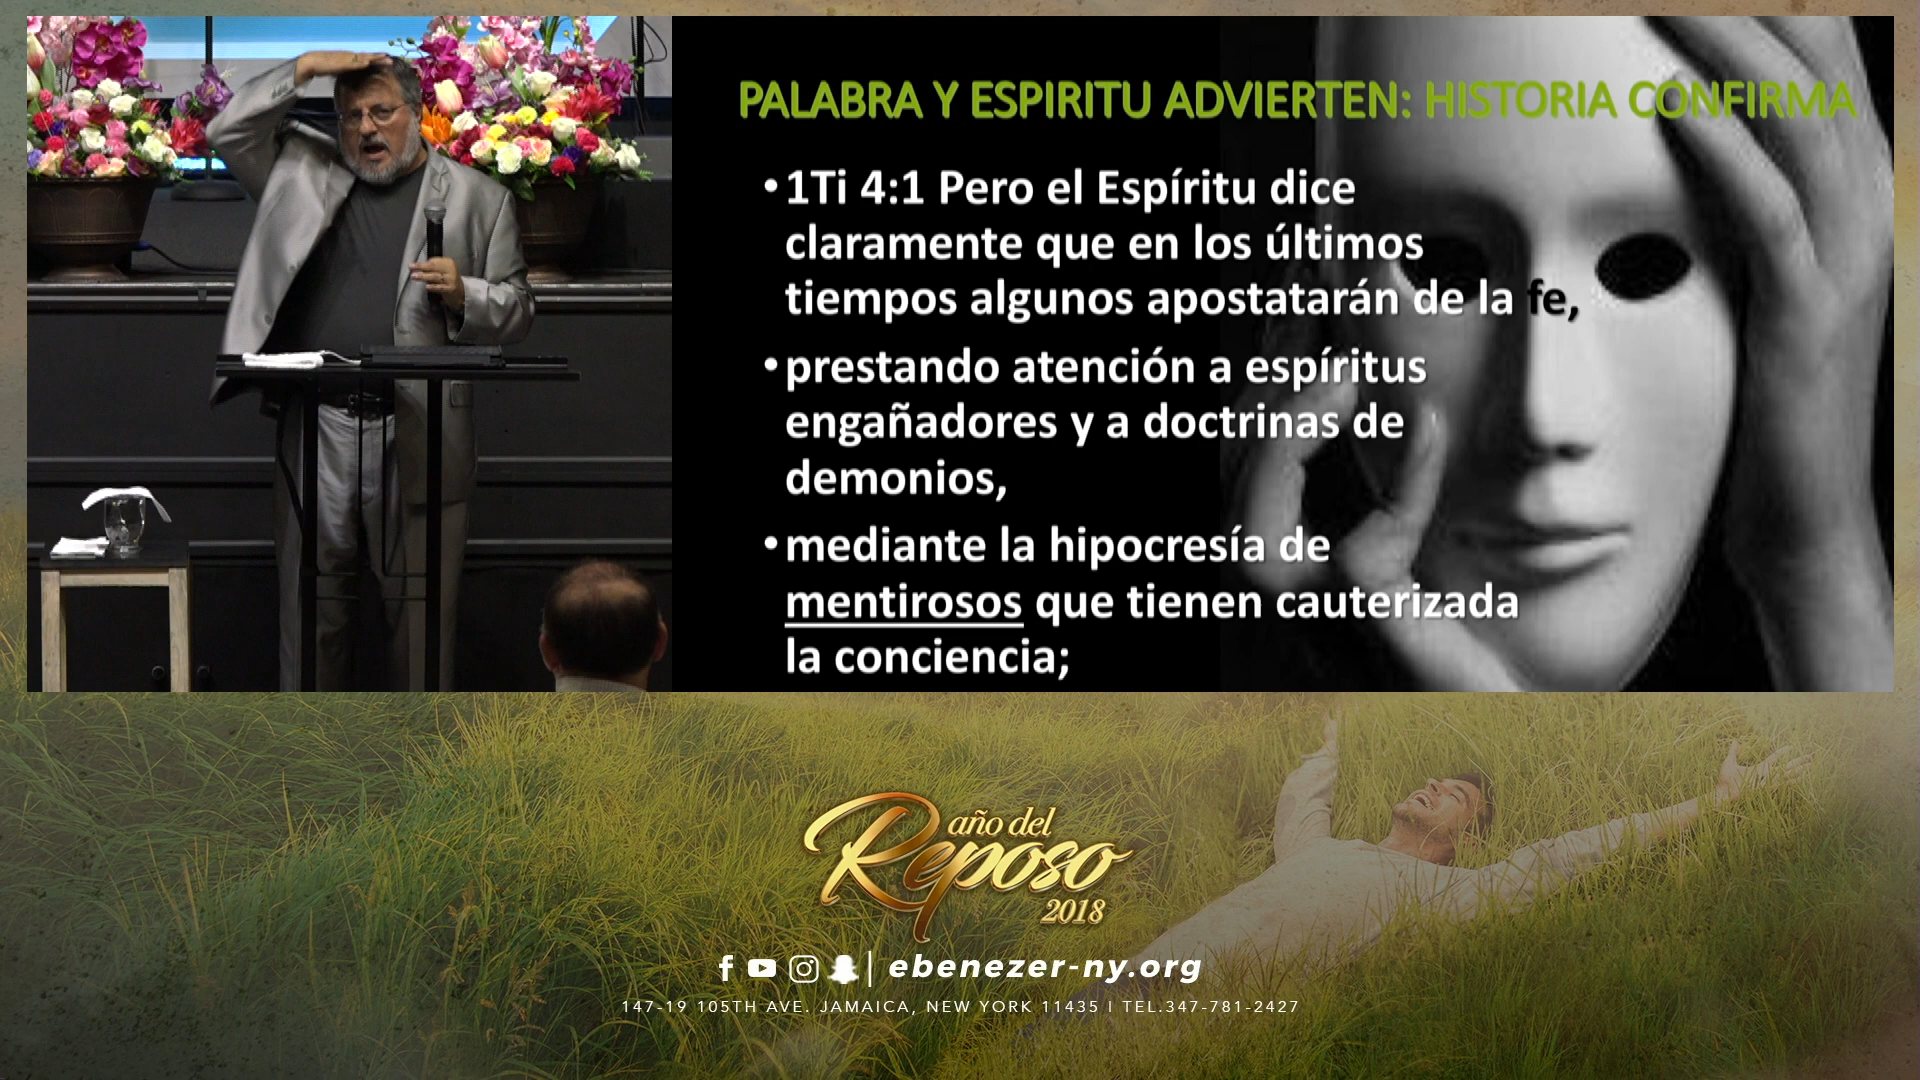 PALABRA Y ESPIRITU ADVIERTEN: HISTORIA CONFIRMA
• 1Ti 4:1 Pero el Espíritu dice
claramente que en los últimos
tiempos algunos apostatarán de la fe,
• prestando atención a espíritus
engañadores y a doctrinas de
demonios,
• mediante la hipocresía de
mentirosos que tienen cauterizada
la conciencia;
año del
Reposo
2018
ebenezer-ny.org
147-19 105TH AVE. JAMAICA, NEW YORK 11435 | TEL.347-781-2427